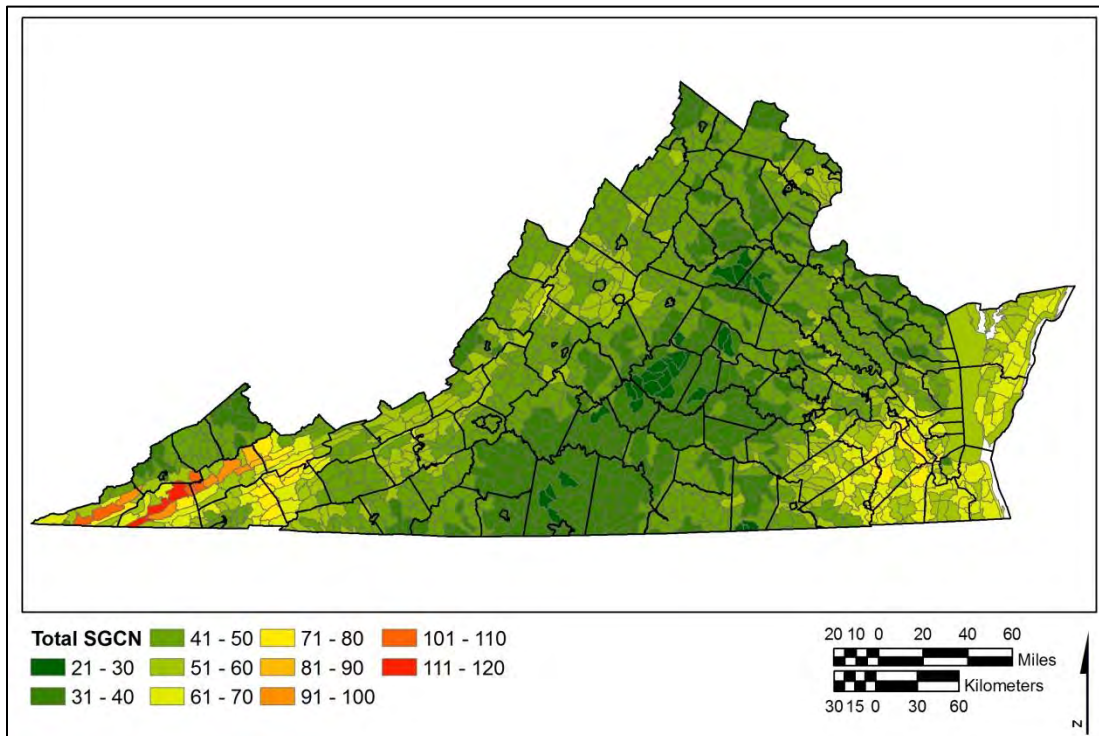 Total SGCN
21 - 30
31 - 40
41 - 50
51 - 60
61 - 70
71 - 80
81 - 90
91 - 100
101 - 110
111 - 120
20 10 0 20 40 60
Miles
Kilometers
30 15 0 30 60
N